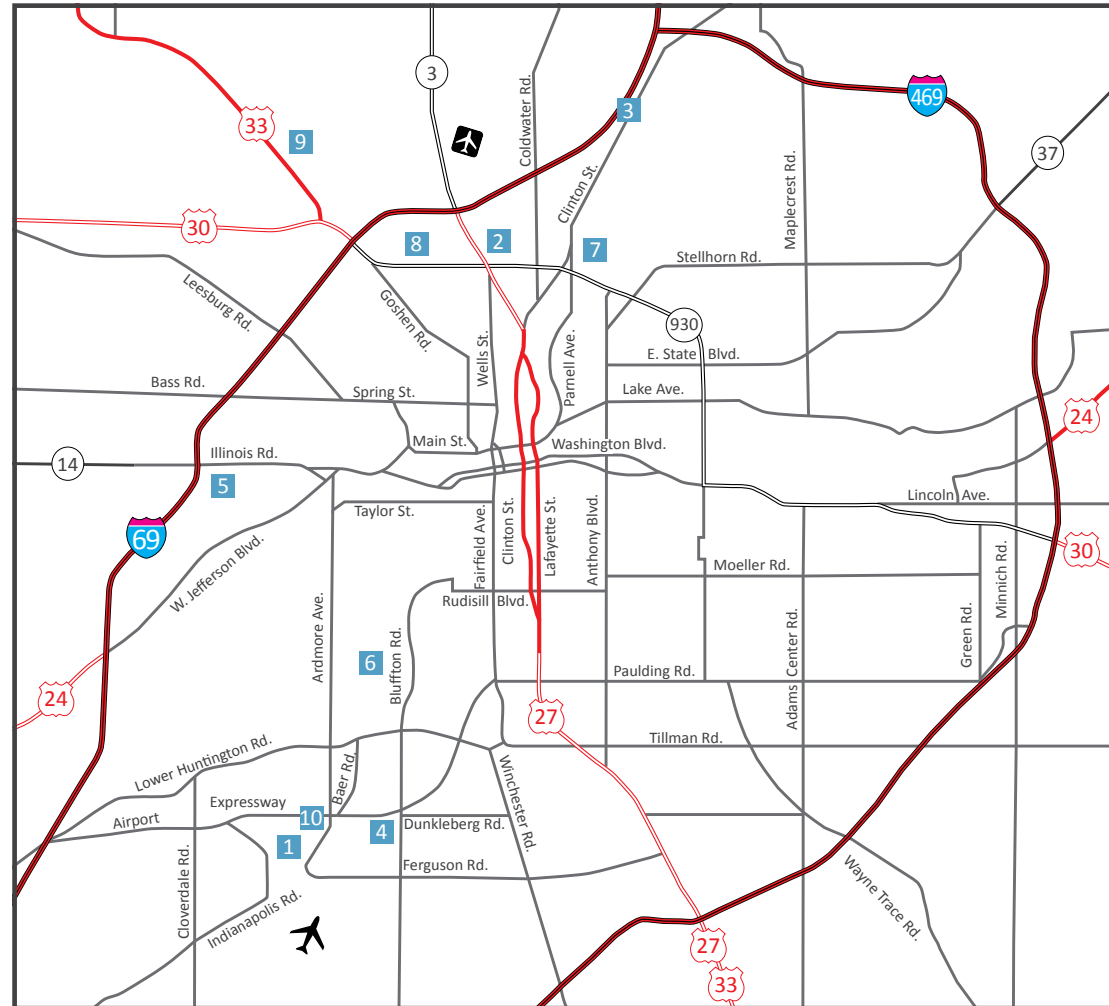 3
469
Coldwater Rd.
3
33
9
37
Clinton St.
Maplecrest Rd.
30
8
2
7
Stellhorn Rd.
Leesburg Rd.
Goshen Rd.
930
Wells St.
Parnell Ave.
E. State Blvd.
Bass Rd.
Spring St.
Lake Ave.
24
Main St.
Washington Blvd.
14
Illinois Rd.
5
Lincoln Ave.
Taylor St.
69
W. Jefferson Blvd.
Fairfield Ave.
Clinton St.
Lafayette St.
Anthony Blvd.
30
Moeller Rd.
Minnich Rd.
Rudisill Blvd.
Ardmore Ave.
Green Rd.
6
Bluffton Rd.
Paulding Rd.
Adams Center Rd.
24
27
Tillman Rd.
Lower Huntington Rd.
Baer Rd.
Winchester Rd.
Expressway
10
Airport
4
Dunkleberg Rd.
1
Ferguson Rd.
Cloverdale Rd.
Wayne Trace Rd.
Indianapolis Rd.
27
33